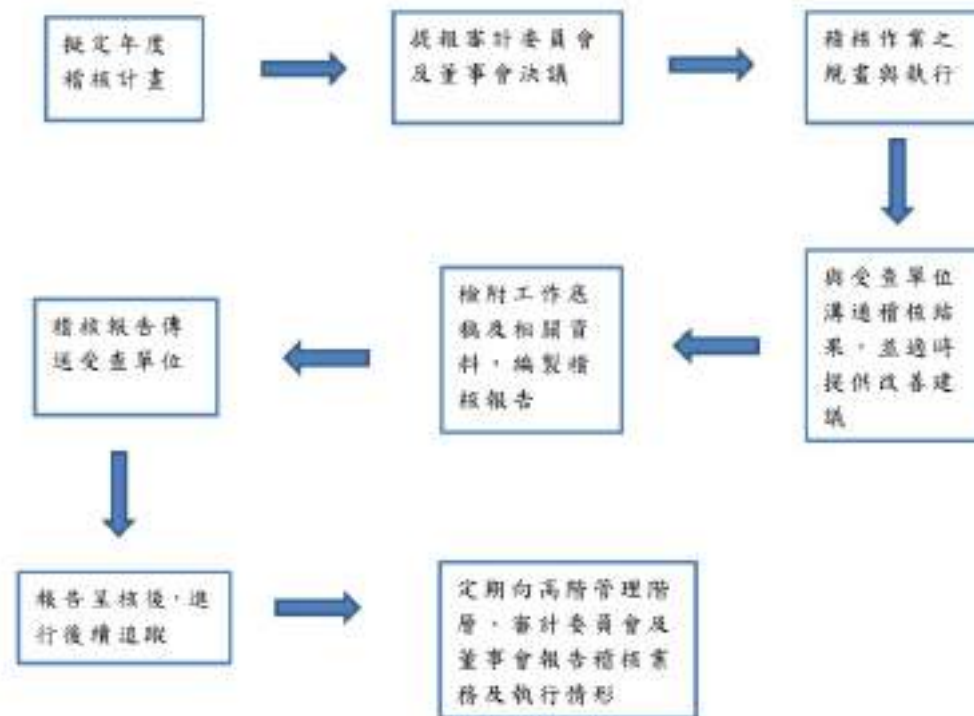 擬定年度
稽核計畫
提報審計委員會
及董事會決議
稽核作業之
規畫與執行
與受查單位
溝通稽核結
果，並適時
提供改善建
議
檢附工作底
稿及相關資
料，編製稽
核報告
稽核報告傳
送受查單位
報告呈核後，進
行後續追蹤
定期向高階管理階
層、審計委員會及
董事會報告稽核業
務及執行情形